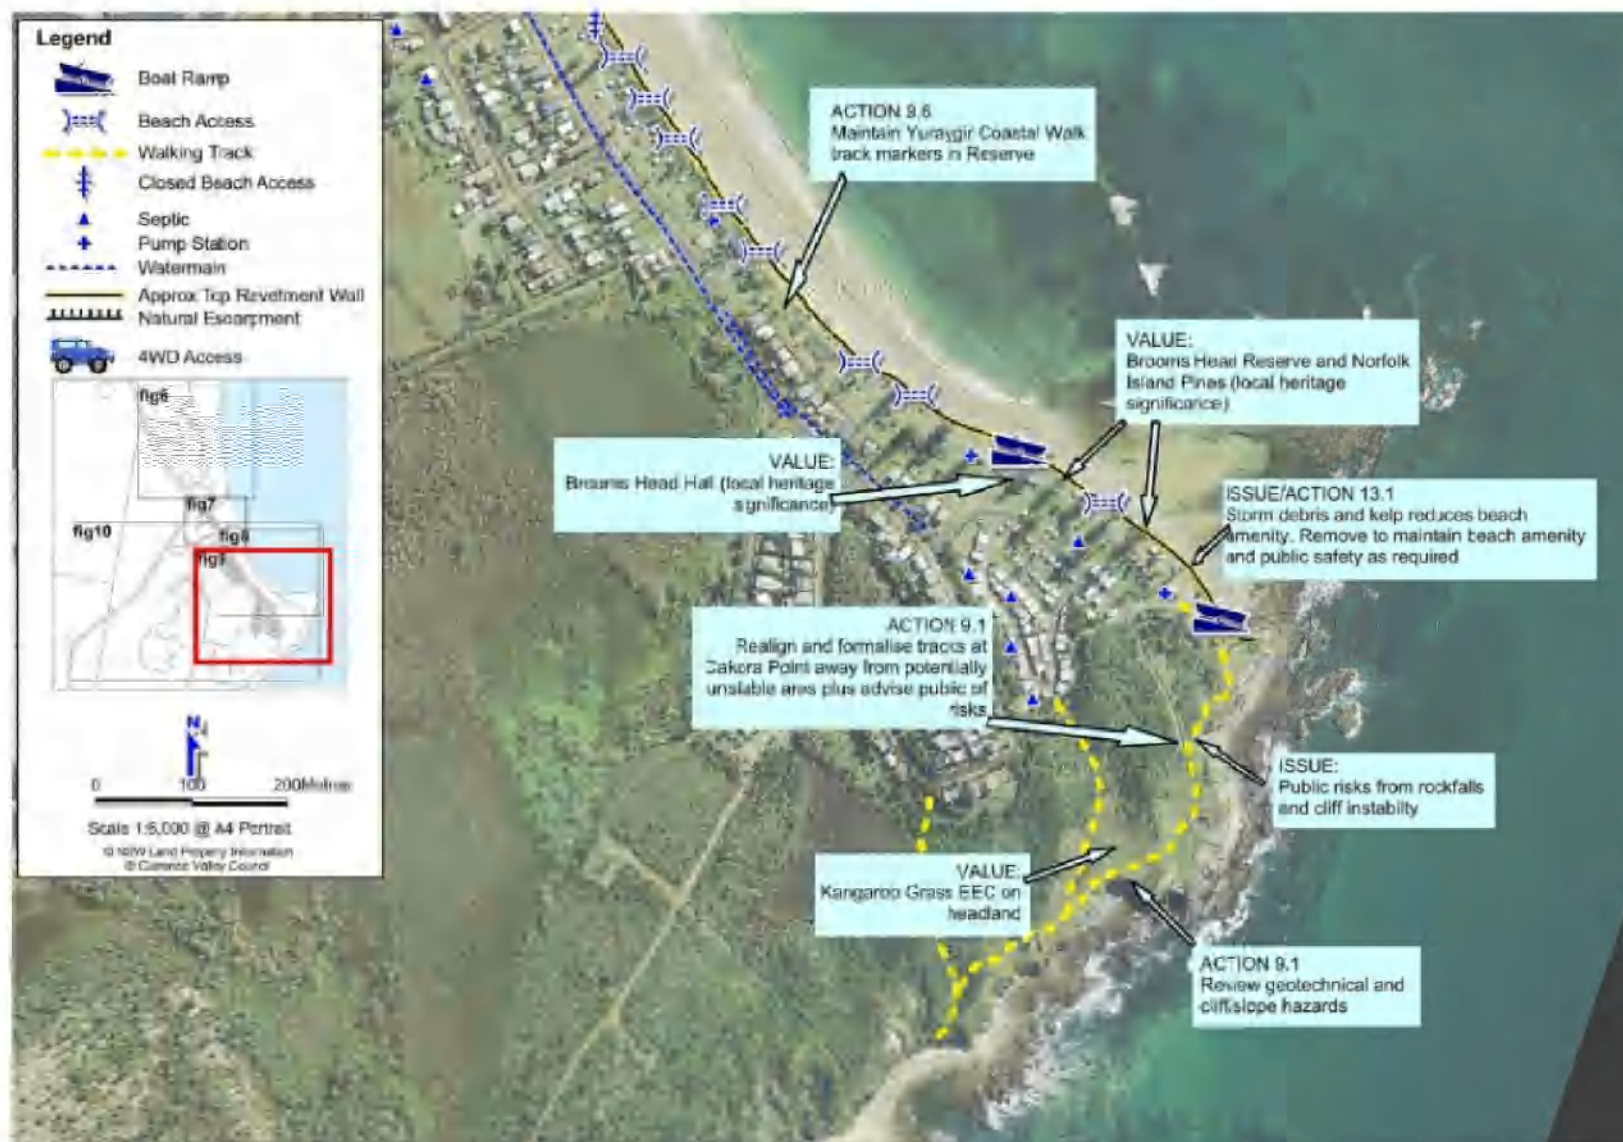 Legend
Boat Ramp
Beach Access
Walking Track
Closed Beach Access
Septic
Pump Station
Watermain
Approx Top Revetment Wall
Natural Escarpment
4WD Access
fig6
fig7
fig10
fig8
fig9
N
0 100 200Metres
Scale 1:5,000 @ A4 Portrait
© NSW Land Property Information
© Clarence Valley Council
ACTION 9.6
Maintain Yuraygir Coastal Walk
track markers in Reserve
VALUE:
Brooms Head Reserve and Norfolk
Island Pines (local heritage
significance)
VALUE:
Brooms Head Hall (local heritage
significance)
ISSUE/ACTION 13.1
Storm debris and kelp reduces beach
amenity. Remove to maintain beach amenity
and public safety as required
ACTION 9.1
Realign and formalise tracks at
Cakora Point away from potentially
unstable area plus advise public of
risks
ISSUE:
Public risks from rockfalls
and cliff instabilty
VALUE:
Kangaroo Grass EEC on
headland
ACTION 9.1
Review geotechnical and
cliff/slope hazards